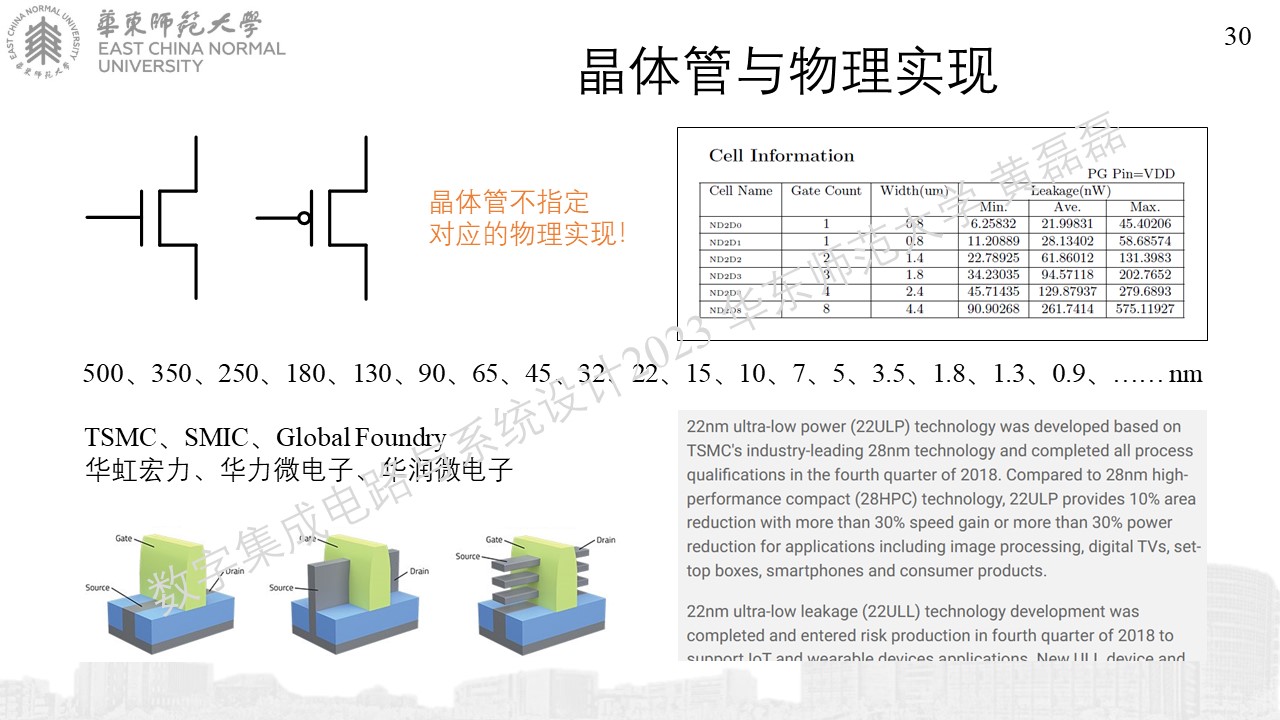 EAST CHINA NORMAL UNIVERSITY
華東師范大學
華東師范大學
EAST CHINA NORMAL
UNIVERSITY
30
晶体管与物理实现
晶体管不指定
对应的物理实现！
Cell Information
PG Pin=VDD
Cell Name Gate Count Width(um) Leakage(nW)
Min. Ave. Max.
ND2D0 1 0.8 6.25832 21.99831 45.40206
ND2D1 1 0.8 11.20889 28.13402 58.68574
ND2D2 2 1.4 22.78925 61.86012 131.3983
ND2D3 3 1.8 34.23035 94.57118 202.7652
4 2.4 45.71435 129.87937 279.6893
ND2D8 8 4.4 90.90268 261.7414 575.11927
500、350、250、180、130、90、65、45、32、22、15、10、7、5、3.5、1.8、1.3、0.9、…… nm
TSMC、SMIC、Global Foundry
华虹宏力、华力微电子、华润微电子
22nm ultra-low power (22ULP) technology was developed based on
TSMC's industry-leading 28nm technology and completed all process
qualifications in the fourth quarter of 2018. Compared to 28nm high-
performance compact (28HPC) technology, 22ULP provides 10% area
reduction with more than 30% speed gain or more than 30% power
reduction for applications including image processing, digital TVs, set-
top boxes, smartphones and consumer products.
22nm ultra-low leakage (22ULL) technology development was
completed and entered risk production in fourth quarter of 2018 to
support IoT and wearable devices applications. New ULL device and
Gate
Source
Drain
Gate
Source
Drain
Gate
Source
Drain
数字集成电路与系统设计2023 华东师范大学 黄磊磊